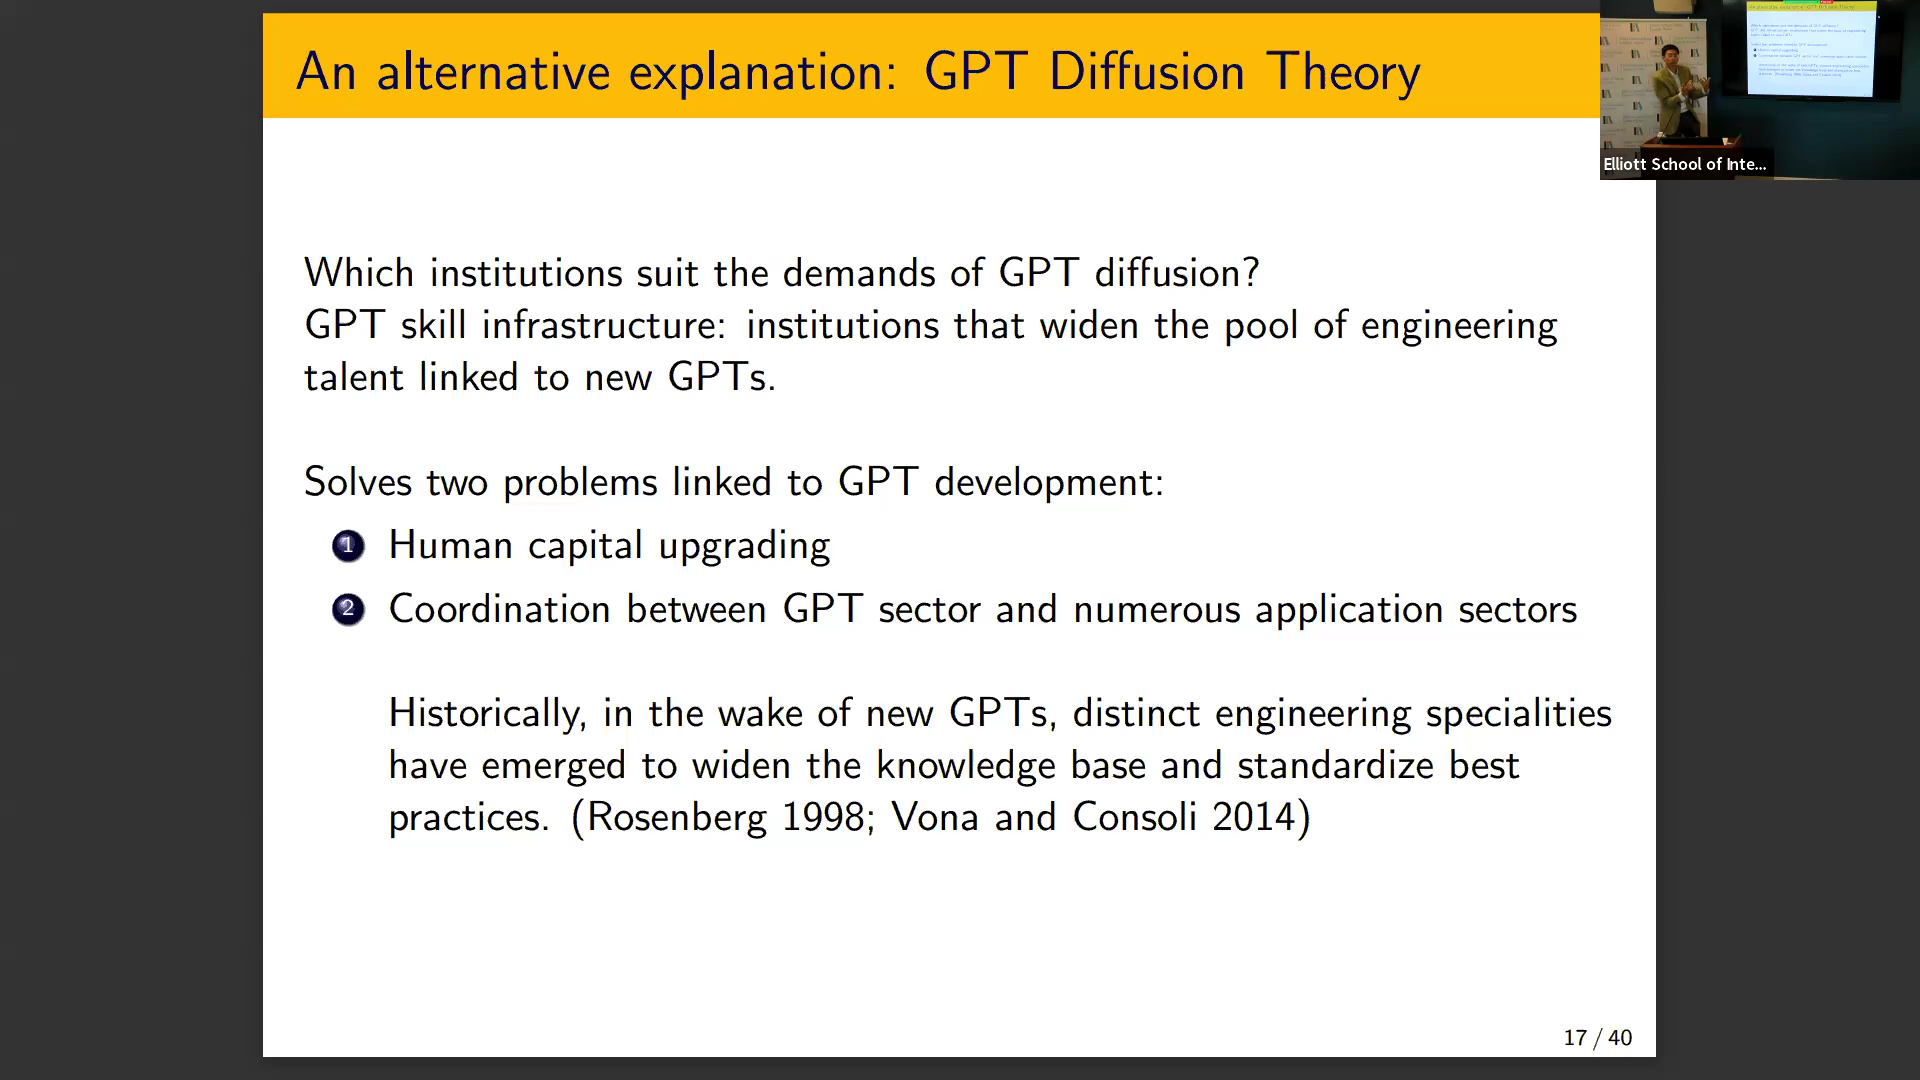 An alternative explanation: GPT Diffusion Theory
Elliott School of Inte...
Which institutions suit the demands of GPT diffusion?
GPT skill infrastructure: institutions that widen the pool of engineering
talent linked to new GPTs.
Solves two problems linked to GPT development:
1 Human capital upgrading
2 Coordination between GPT sector and numerous application sectors
Historically, in the wake of new GPTs, distinct engineering specialities
have emerged to widen the knowledge base and standardize best
practices. (Rosenberg 1998; Vona and Consoli 2014)
17 / 40